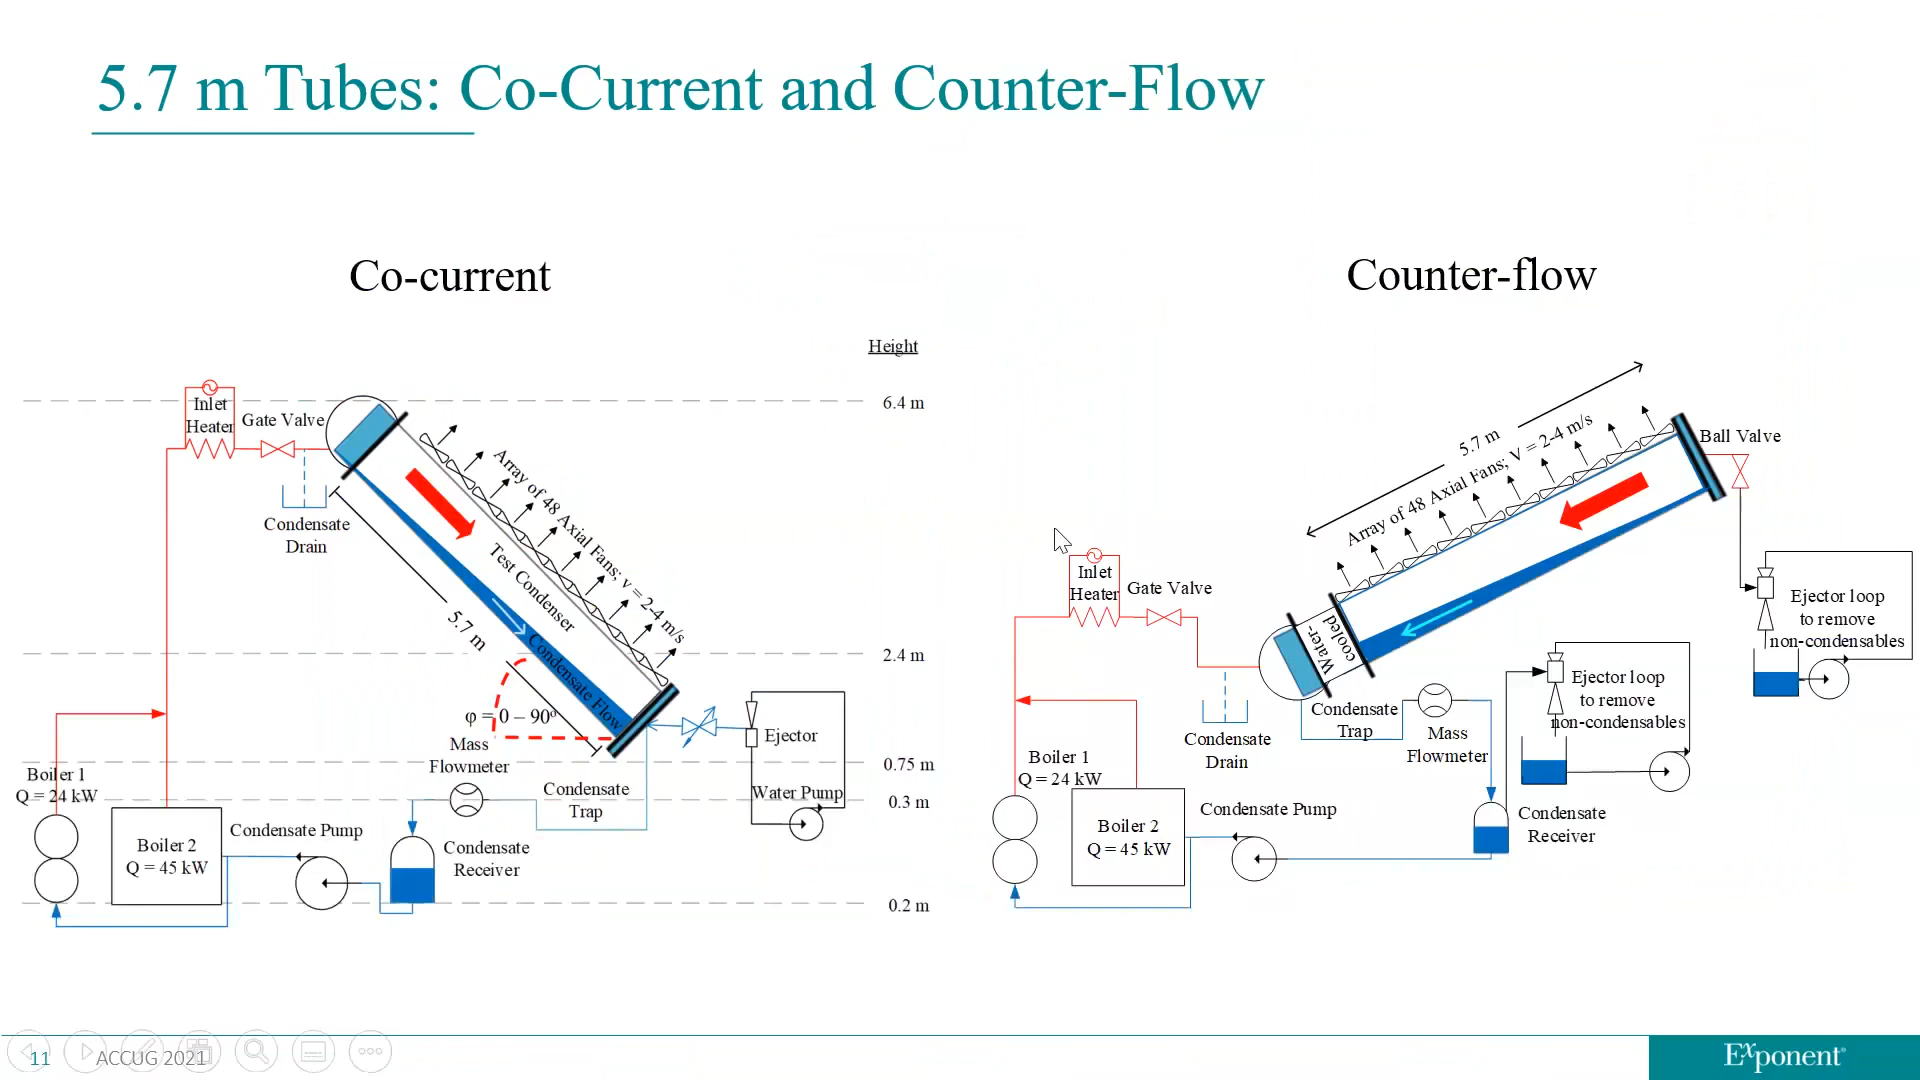 5.7 m Tubes: Co-Current and Counter-Flow
Co-current
Height
6.4 m
2.4 m
0.75 m
0.3 m
0.2 m
Inlet
Heater
Gate Valve
Condensate
Drain
Array of 48 Axial Fans; v = 2-4 m/s
Test Condenser
Condensate Flow
5.7 m
φ = 0 – 90°
Mass
Flowmeter
Ejector
Water Pump
Condensate
Trap
Boiler 1
Q = 24 kW
Boiler 2
Q = 45 kW
Condensate Pump
Condensate
Receiver
Counter-flow
5.7 m
Array of 48 Axial Fans; V = 2-4 m/s
Ball Valve
Inlet
Heater
Gate Valve
Water-
cooled
Ejector loop
to remove
non-condensables
Ejector loop
to remove
non-condensables
Condensate
Trap
Mass
Flowmeter
Condensate
Drain
Boiler 1
Q = 24 kW
Boiler 2
Q = 45 kW
Condensate Pump
Condensate
Receiver
11
ACCUG 2021
Exponent®